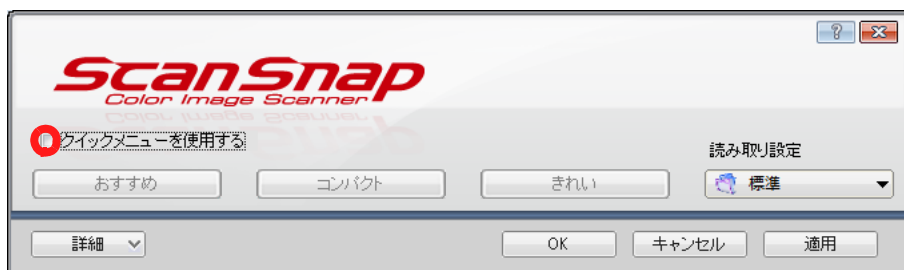 ScanSnap
Color Image Scanner
クイックメニューを使用する
読み取り設定
おすすめ
コンパクト
きれい
標準
詳細
OK
キャンセル
適用